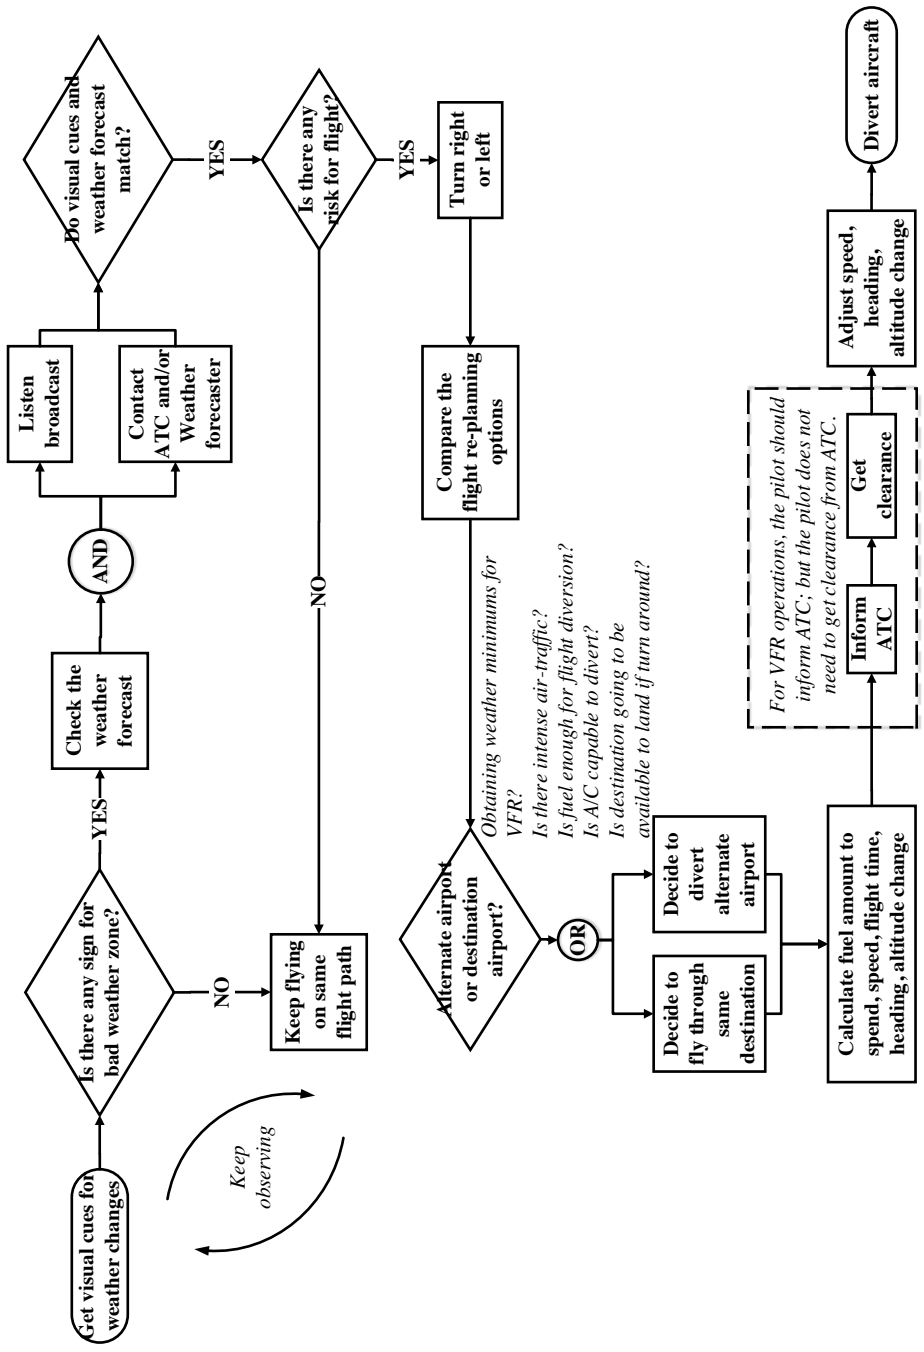 Get visual cues for
weather changes
Is there any sign for
bad weather zone?
YES
NO
Check the
weather
forecast
AND
Listen
broadcast
Contact
ATC and/or
Weather
forecaster
Do visual cues and
weather forecast
match?
YES
Keep
observing
Keep flying
on same
flight path
NO
Is there any
risk for flight?
YES
Turn right
or left
Compare the
flight re-planning
options
Alternate airport
or destination
airport?
Obtaining weather minimums for
VFR?
Is there intense air-traffic?
Is fuel enough for flight diversion?
Is A/C capable to divert?
Is destination going to be
available to land if turn around?
OR
Decide to
fly through
same
destination
Decide to
divert
alternate
airport
Calculate fuel amount to
spend, speed, flight time,
heading, altitude change
For VFR operations, the pilot should
inform ATC; but the pilot does not
need to get clearance from ATC.
Inform
ATC
Get
clearance
Adjust speed,
heading,
altitude change
Divert aircraft